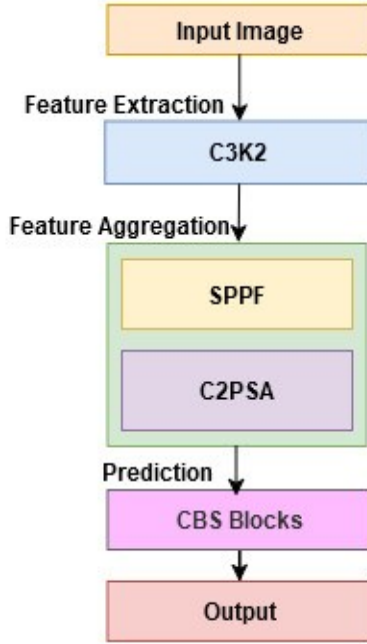 Input Image
Feature Extraction
C3K2
Feature Aggregation
SPPF
C2PSA
Prediction
CBS Blocks
Output